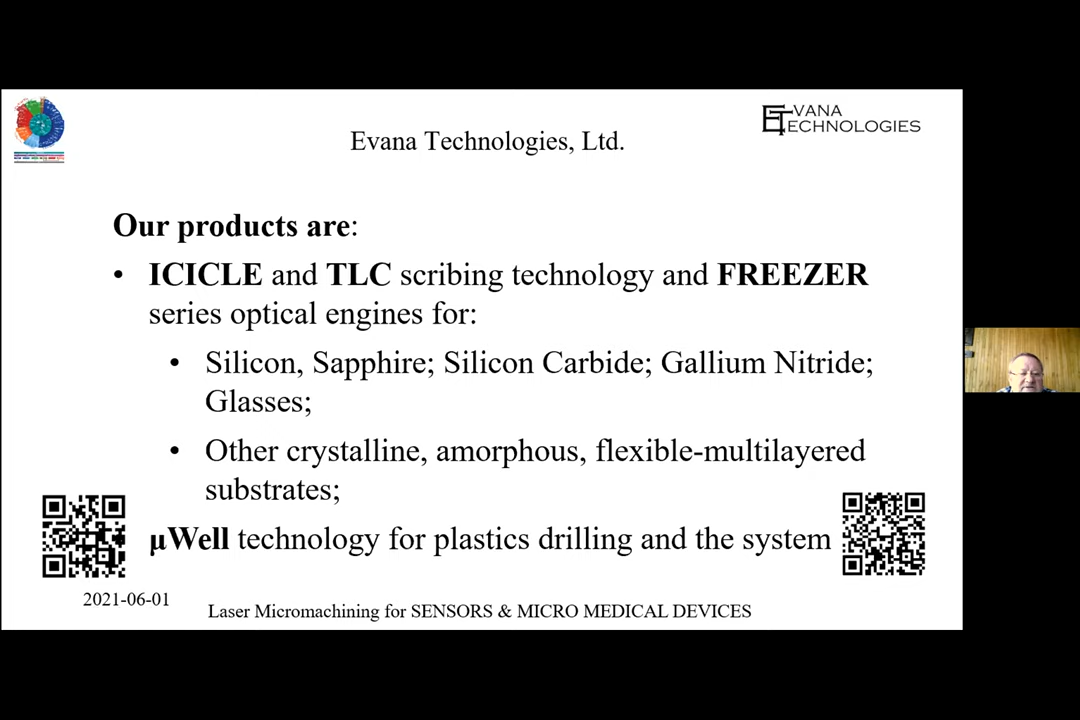 EVANA
TECHNOLOGIES
Evana Technologies, Ltd.
Our products are:
• ICICLE and TLC scribing technology and FREEZER
series optical engines for:
• Silicon, Sapphire; Silicon Carbide; Gallium Nitride;
Glasses;
• Other crystalline, amorphous, flexible-multilayered
substrates;
µWell technology for plastics drilling and the system
2021-06-01
Laser Micromachining for SENSORS & MICRO MEDICAL DEVICES